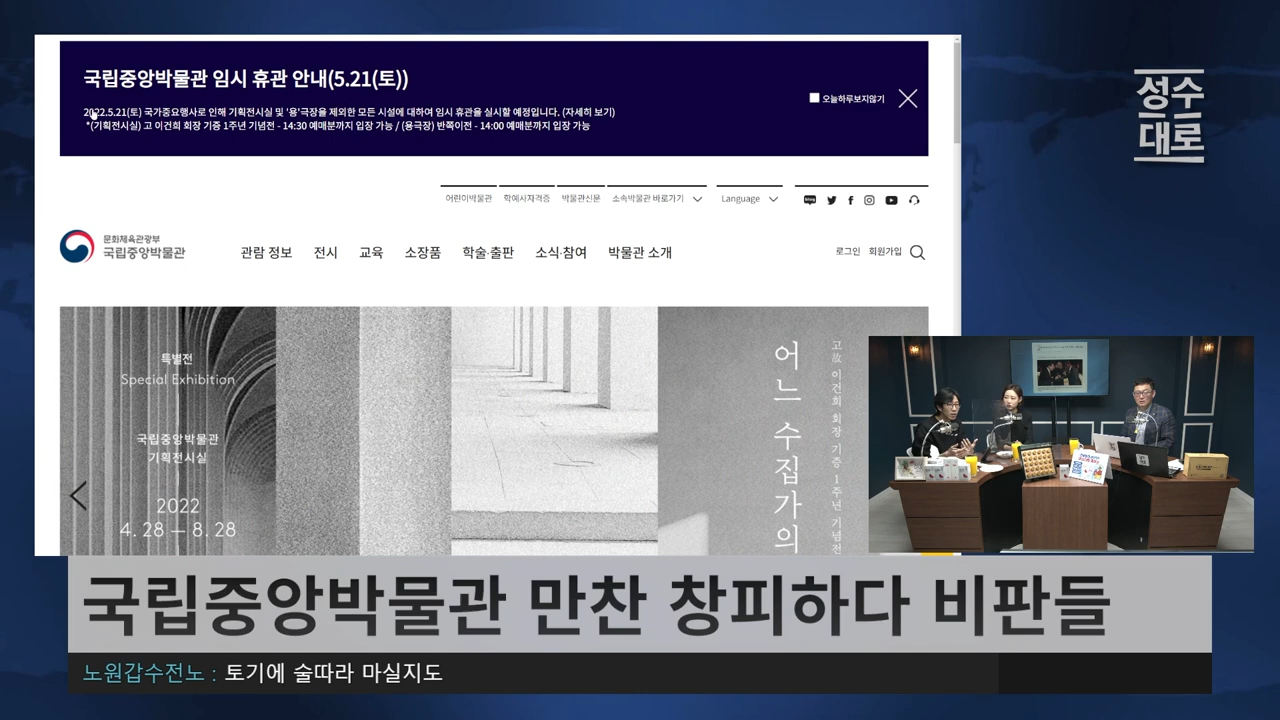 국립중앙박물관 임시 휴관 안내(5.21(토))
2022.5.21(토) 국가중요행사로 인해 기획전시실 및 '용'극장을 제외한 모든 시설에 대하여 임시 휴관을 실시할 예정입니다. (자세히 보기)
*(기획전시실) 고 이건희 회장 기증 1주년 기념전 - 14:30 예매분까지 입장 가능 / (용극장) 반쪽이전 - 14:00 예매분까지 입장 가능
오늘하루보지않기
성수
대로
어린이박물관 학예사자격증 박물관신문 소속박물관 바로가기 Language
blog
문화체육관광부
국립중앙박물관
관람 정보 전시 교육 소장품 학술·출판 소식·참여 박물관 소개
로그인 회원가입
특별전
Special Exhibition
국립중앙박물관
기획전시실
2022
4. 28 — 8. 28
어느 수집가의
고故 이건희 회장 기증 1주년 기념전
국립중앙박물관 만찬 창피하다 비판들
노원갑수전노 : 토기에 술따라 마실지도